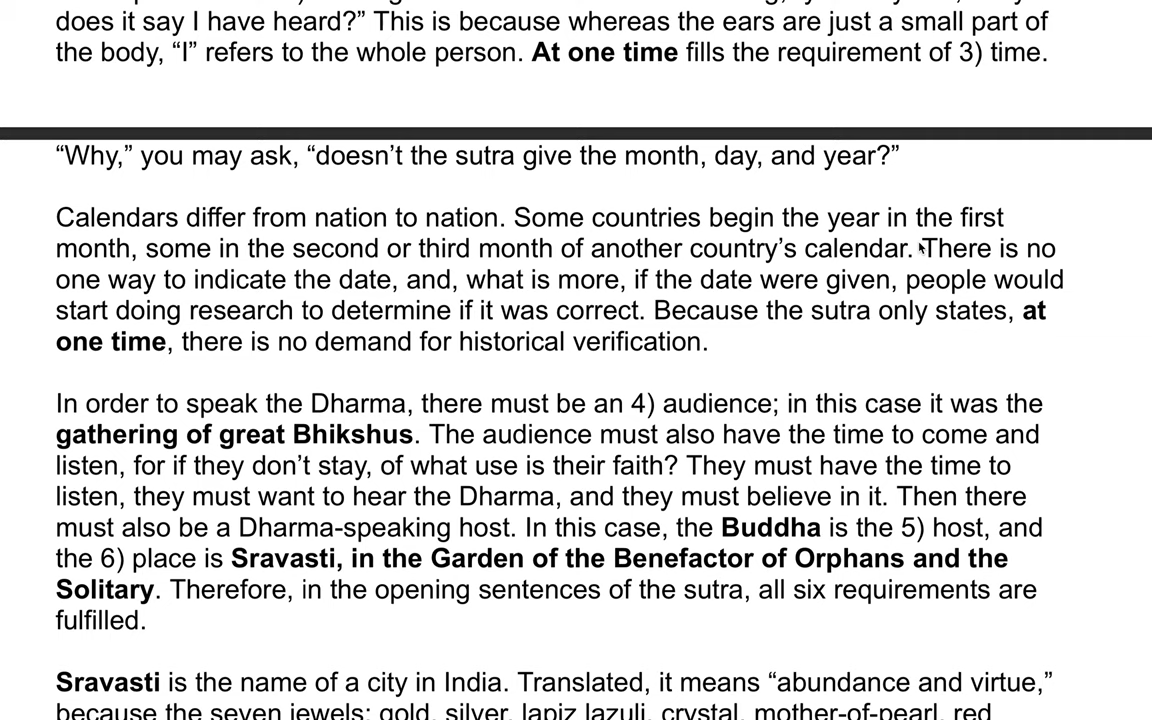 does it say I have heard?” This is because whereas the ears are just a small part of
the body, “I” refers to the whole person. At one time fills the requirement of 3) time.
“Why,” you may ask, “doesn’t the sutra give the month, day, and year?”
Calendars differ from nation to nation. Some countries begin the year in the first
month, some in the second or third month of another country’s calendar. There is no
one way to indicate the date, and, what is more, if the date were given, people would
start doing research to determine if it was correct. Because the sutra only states, at
one time, there is no demand for historical verification.
In order to speak the Dharma, there must be an 4) audience; in this case it was the
gathering of great Bhikshus. The audience must also have the time to come and
listen, for if they don’t stay, of what use is their faith? They must have the time to
listen, they must want to hear the Dharma, and they must believe in it. Then there
must also be a Dharma-speaking host. In this case, the Buddha is the 5) host, and
the 6) place is Sravasti, in the Garden of the Benefactor of Orphans and the
Solitary. Therefore, in the opening sentences of the sutra, all six requirements are
fulfilled.
Sravasti is the name of a city in India. Translated, it means “abundance and virtue,”
because the seven jewels: gold, silver, lapiz lazuli, crystal, mother-of-pearl, red